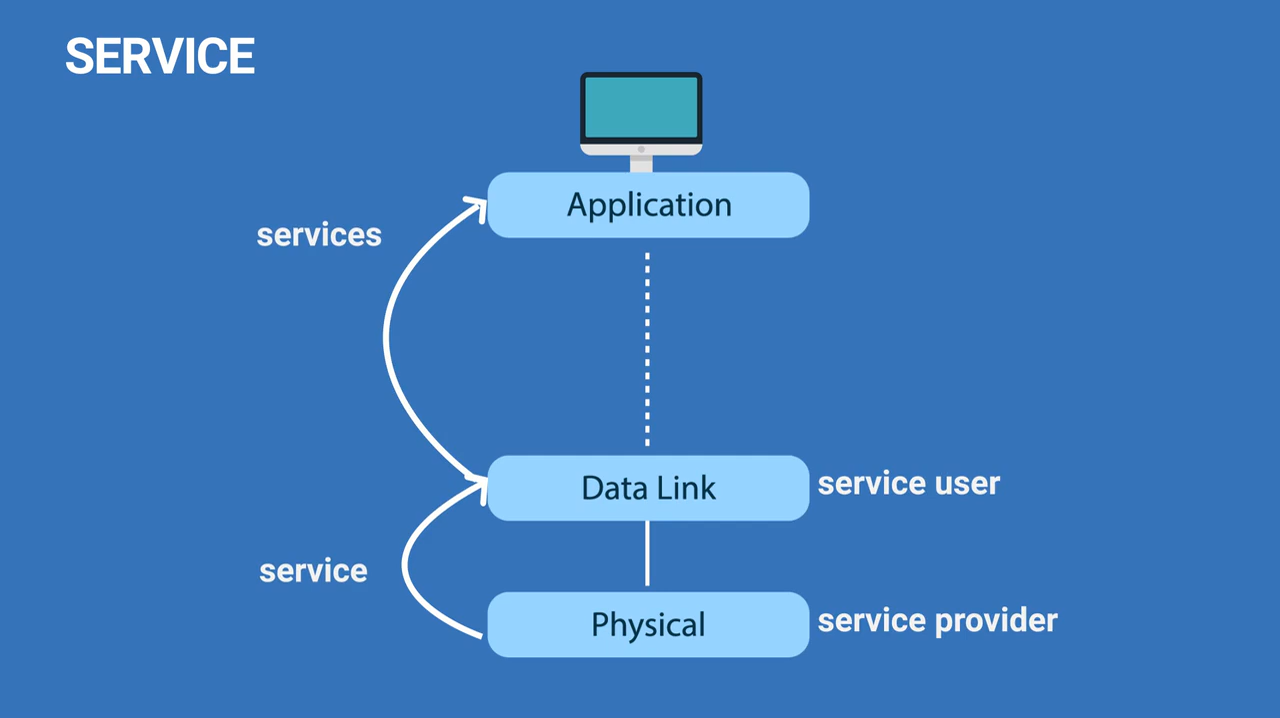 SERVICE
Application
services
Data Link
service user
service
Physical
service provider